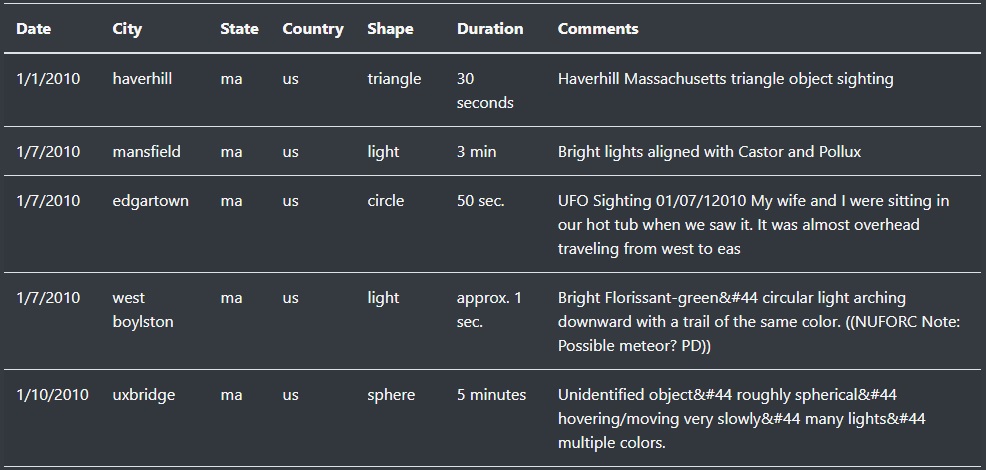 Date City State Country Shape Duration Comments
1/1/2010 haverhill ma us triangle 30 seconds Haverhill Massachusetts triangle object sighting
1/7/2010 mansfield ma us light 3 min Bright lights aligned with Castor and Pollux
1/7/2010 edgartown ma us circle 50 sec. UFO Sighting 01/07/12010 My wife and I were sitting in
our hot tub when we saw it. It was almost overhead
traveling from west to eas
1/7/2010 west boylston ma us light approx. 1 sec. Bright Florissant-green&#44 circular light arching
downward with a trail of the same color. ((NUFORC Note:
Possible meteor? PD))
1/10/2010 uxbridge ma us sphere 5 minutes Unidentified object&#44 roughly spherical&#44
hovering/moving very slowly&#44 many lights&#44
multiple colors.